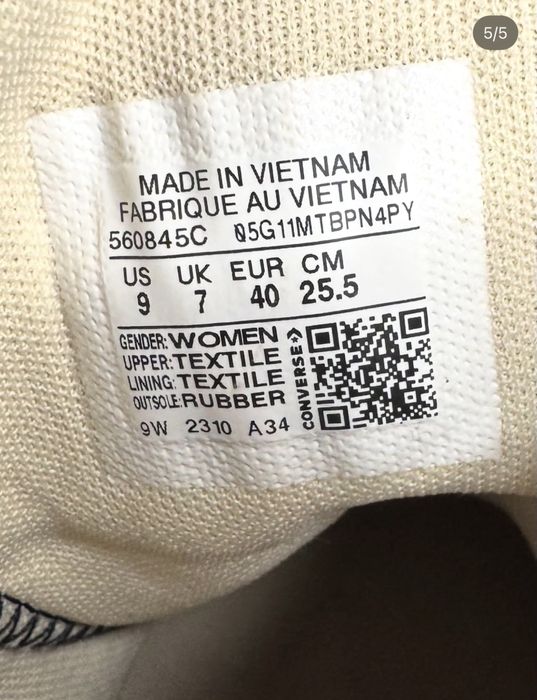 5/5
MADE IN VIETNAM
FABRIQUE AU VIETNAM
560845C 05G11MTBPN4PY
US UK EUR CM
9 7 40 25.5
GENDER: WOMEN
UPPER: TEXTILE
LINING: TEXTILE
OUTSOLE: RUBBER
CONVERSE
9W 2310 A34